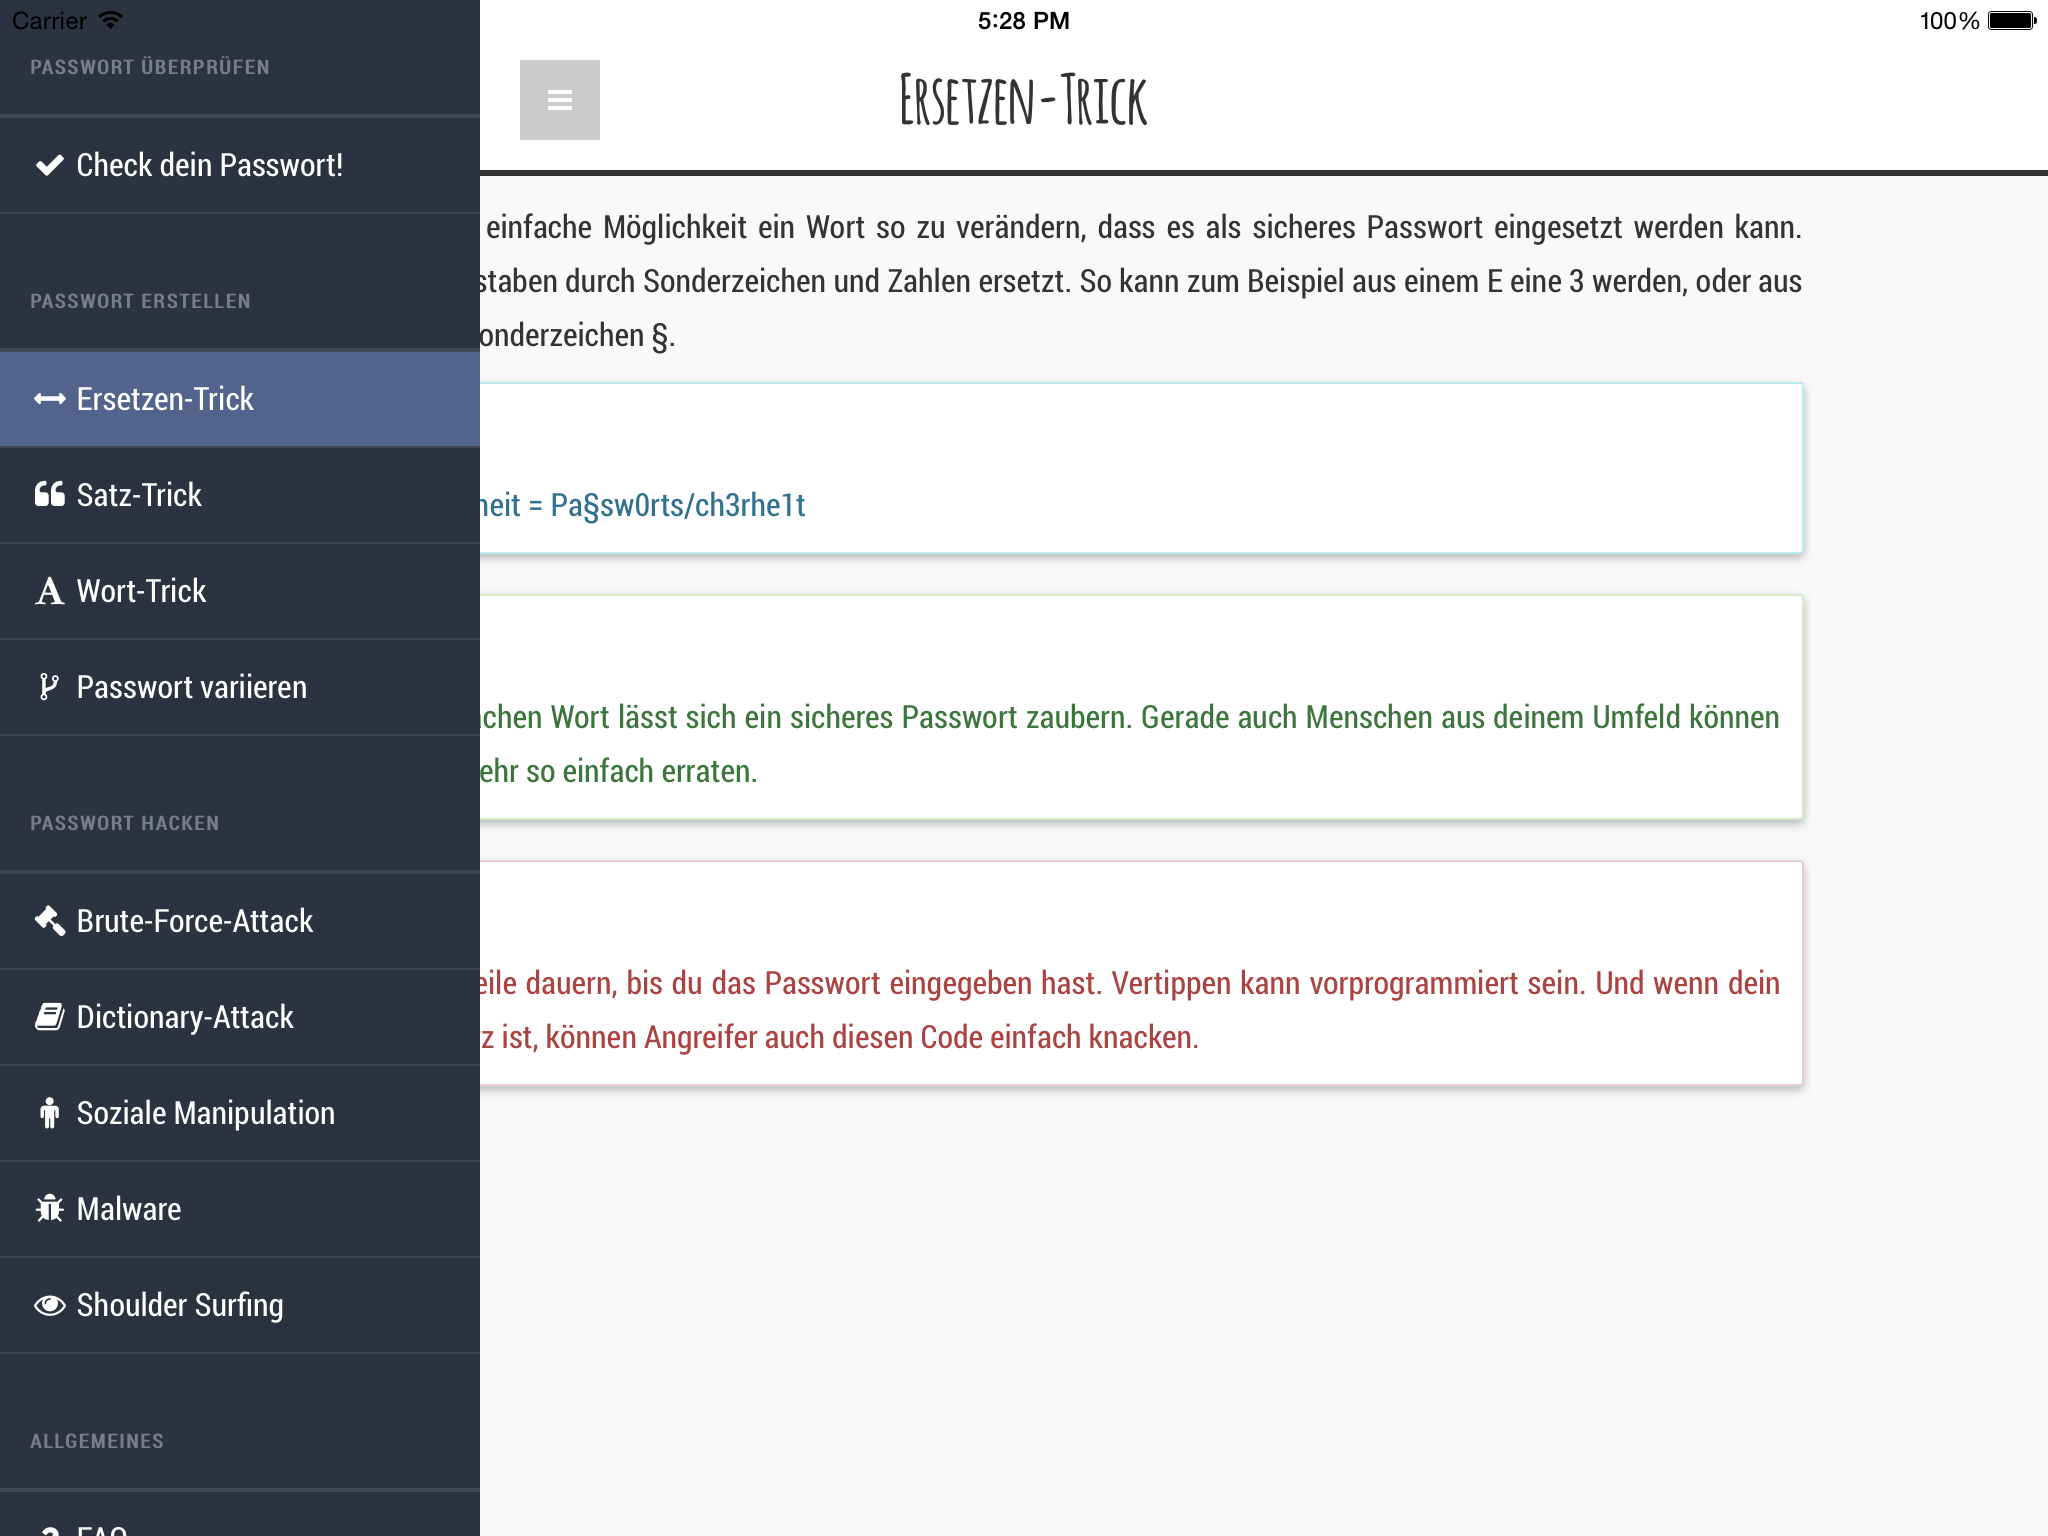 Carrier
5:28 PM
100%
PASSWORT ÜBERPRÜFEN
Check dein Passwort!
PASSWORT ERSTELLEN
Ersetzen-Trick
Satz-Trick
Wort-Trick
Passwort variieren
PASSWORT HACKEN
Brute-Force-Attack
Dictionary-Attack
Soziale Manipulation
Malware
Shoulder Surfing
ALLGEMEINES
FAQ
Ersetzen-Trick
einfache Möglichkeit ein Wort so zu verändern, dass es als sicheres Passwort eingesetzt werden kann.
staben durch Sonderzeichen und Zahlen ersetzt. So kann zum Beispiel aus einem E eine 3 werden, oder aus
onderzeichen §.
heit = Pa§sw0rts/ch3rhe1t
chen Wort lässt sich ein sicheres Passwort zaubern. Gerade auch Menschen aus deinem Umfeld können
ehr so einfach erraten.
eile dauern, bis du das Passwort eingegeben hast. Vertippen kann vorprogrammiert sein. Und wenn dein
z ist, können Angreifer auch diesen Code einfach knacken.